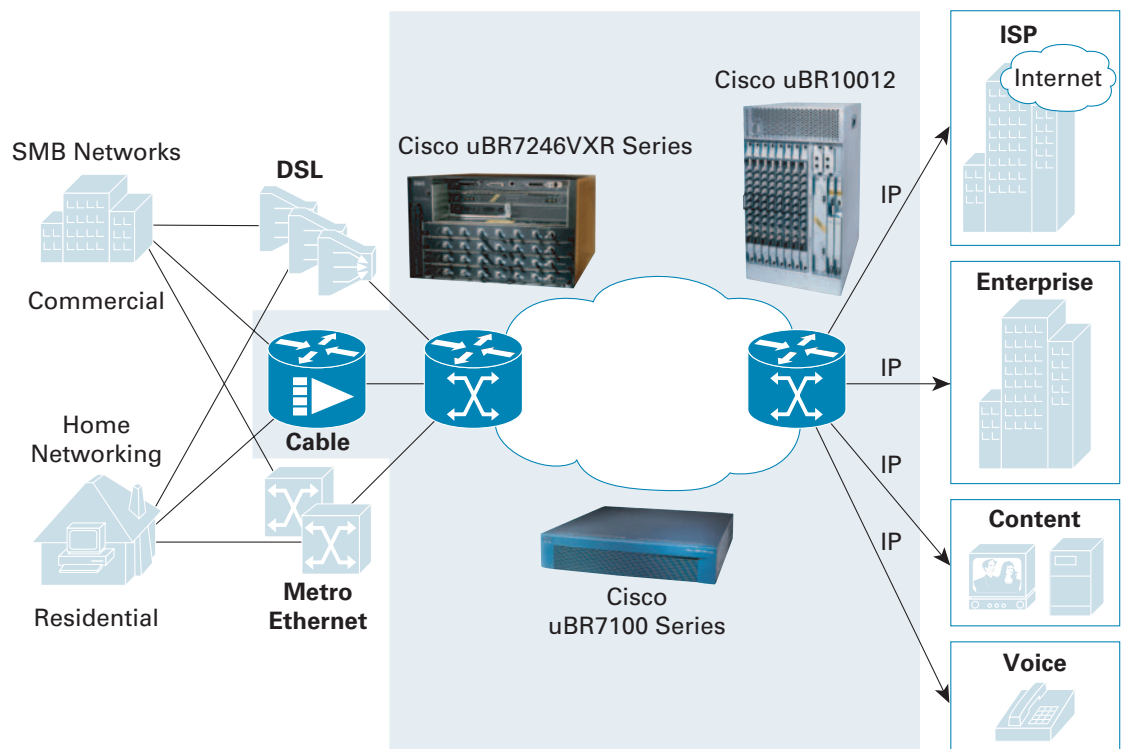 ISP
Internet
Cisco uBR10012
Cisco uBR7246VXR Series
SMB Networks
DSL
IP
Commercial
Enterprise
IP
Home
Networking
Cable
IP
Content
IP
Residential
Metro
Ethernet
Cisco
uBR7100 Series
Voice